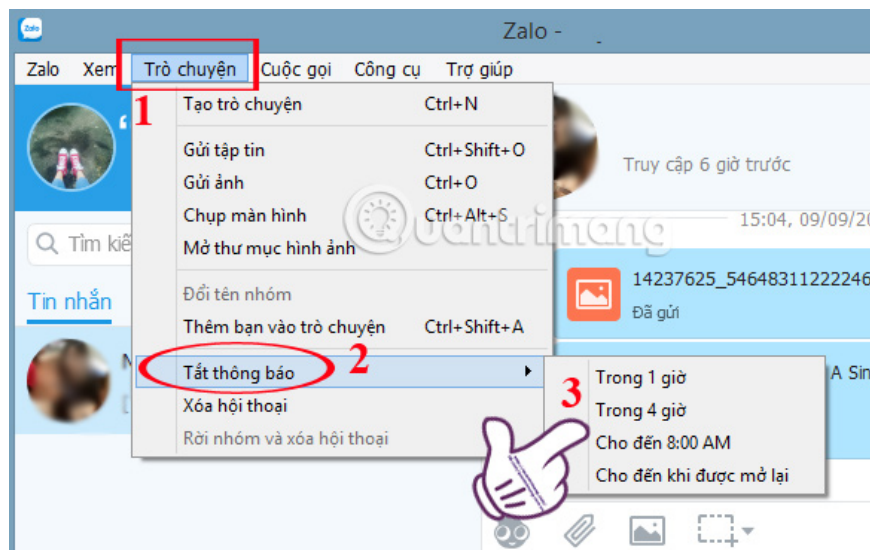 Zalo -
Zalo Xem Trò chuyện Cuộc gọi Công cụ Trợ giúp
1
Tạo trò chuyện Ctrl+N
Gửi tập tin Ctrl+Shift+O
Gửi ảnh Ctrl+O
Chụp màn hình Ctrl+Alt+S
Mở thư mục hình ảnh
Đổi tên nhóm
Thêm bạn vào trò chuyện Ctrl+Shift+A
Tắt thông báo 2
Xóa hội thoại
Rời nhóm và xóa hội thoại
3
Trong 1 giờ
Trong 4 giờ
Cho đến 8:00 AM
Cho đến khi được mở lại
Truy cập 6 giờ trước
Quantrimang
15:04, 09/09/20
14237625_54648311222246
Đã gửi
A Sin
Tìm kiế
Tin nhắn